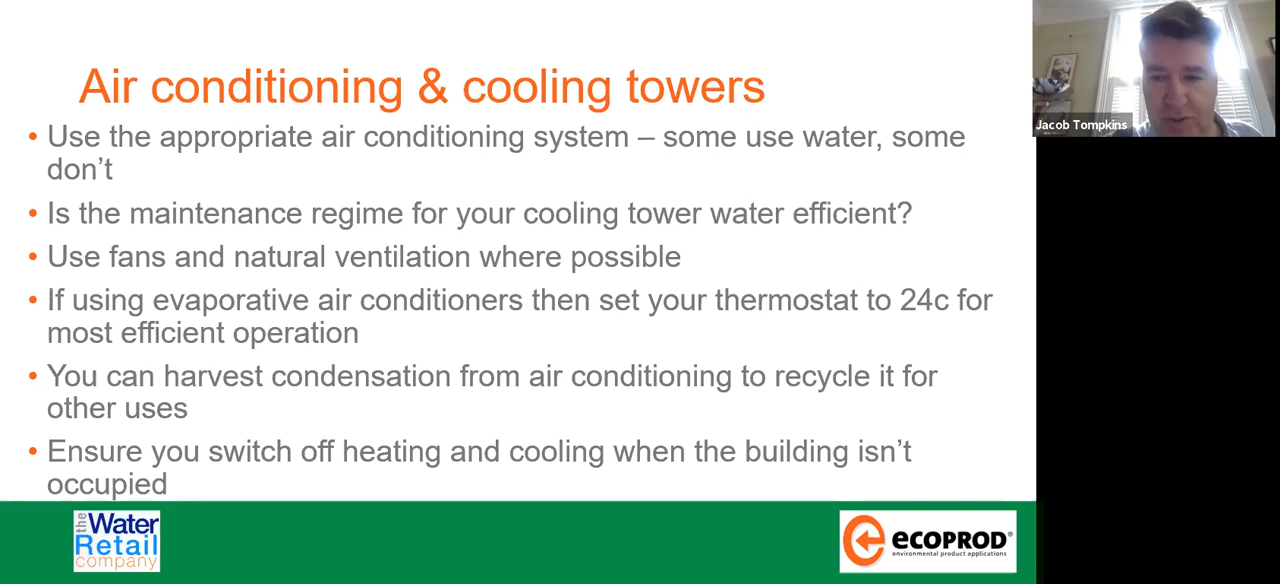 Air conditioning & cooling towers
• Use the appropriate air conditioning system – some use water, some
don't
• Is the maintenance regime for your cooling tower water efficient?
• Use fans and natural ventilation where possible
• If using evaporative air conditioners then set your thermostat to 24c for
most efficient operation
• You can harvest condensation from air conditioning to recycle it for
other uses
• Ensure you switch off heating and cooling when the building isn't
occupied
Jacob Tompkins
the Water
Retail
company
ECOPROD®
environmental product applications